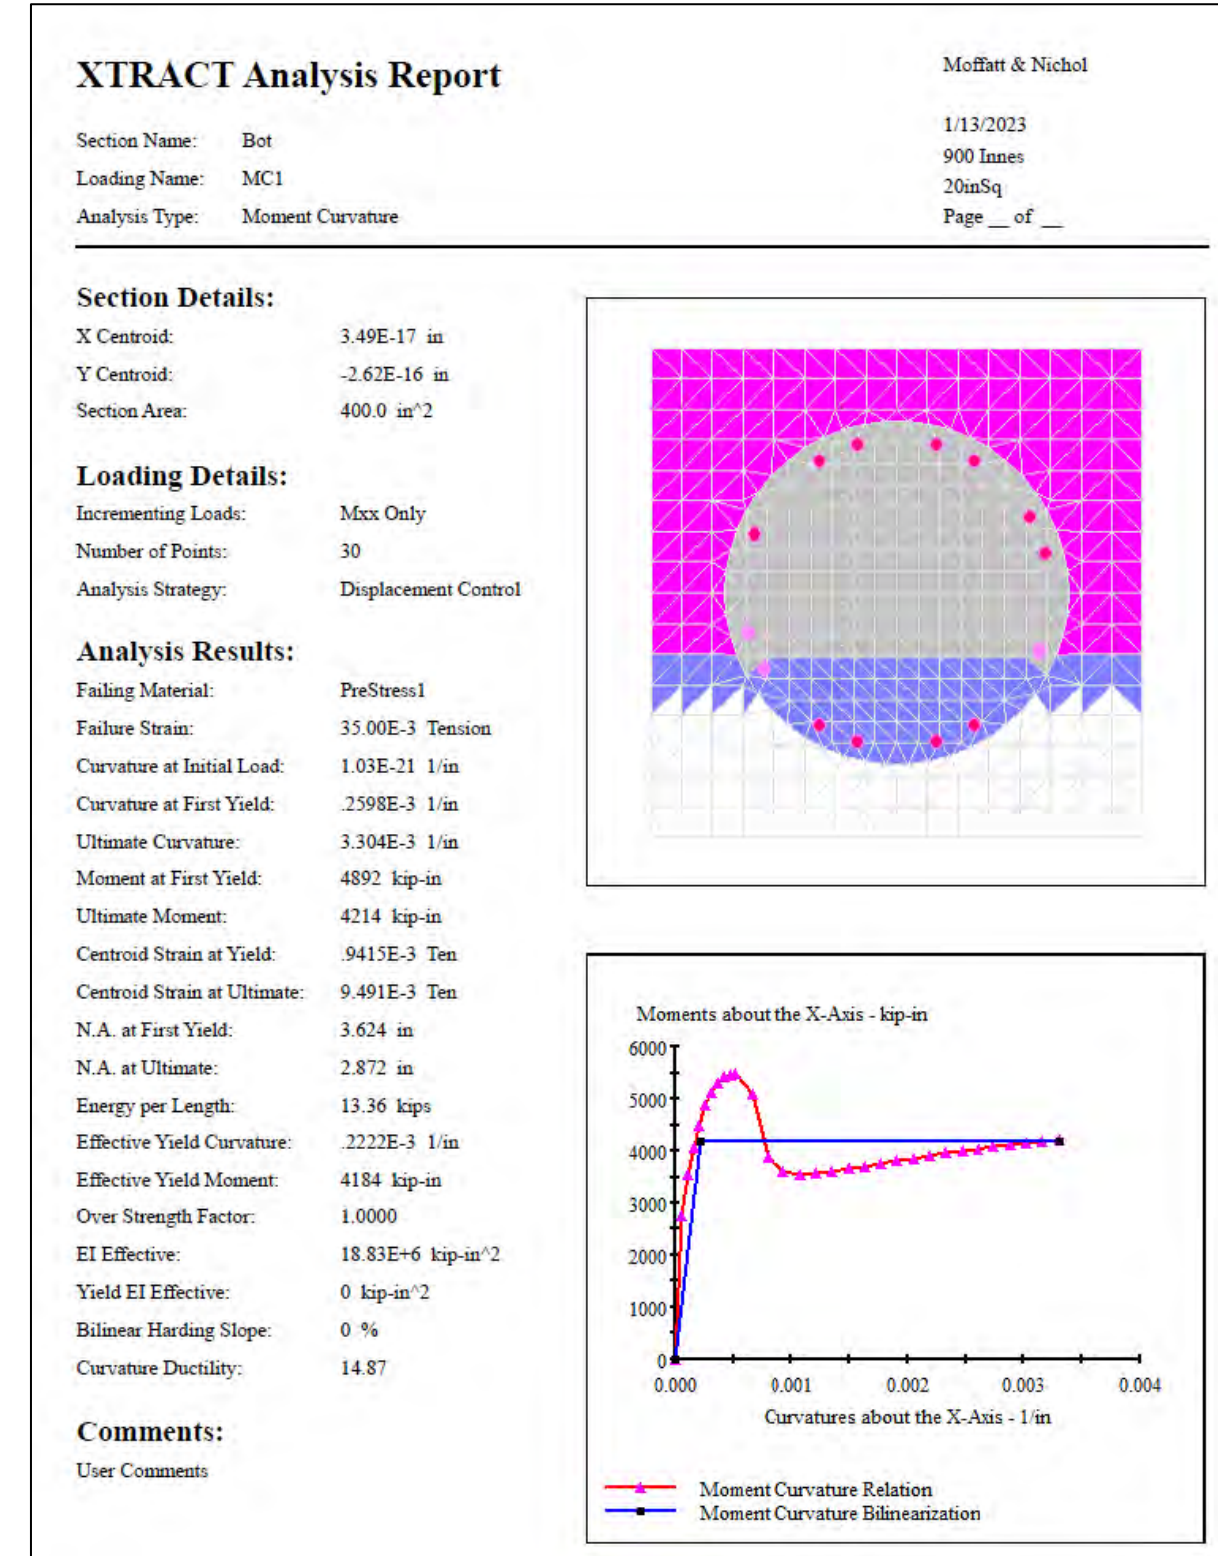 XTRACT Analysis Report
Moffatt & Nichol
1/13/2023
900 Innes
20inSq
Page __ of __
Section Name: Bot
Loading Name: MC1
Analysis Type: Moment Curvature
Section Details:
X Centroid: 3.49E-17 in
Y Centroid: -2.62E-16 in
Section Area: 400.0 in^2
Loading Details:
Incrementing Loads: Mxx Only
Number of Points: 30
Analysis Strategy: Displacement Control
Analysis Results:
Failing Material: PreStress1
Failure Strain: 35.00E-3 Tension
Curvature at Initial Load: 1.03E-21 1/in
Curvature at First Yield: .2598E-3 1/in
Ultimate Curvature: 3.304E-3 1/in
Moment at First Yield: 4892 kip-in
Ultimate Moment: 4214 kip-in
Centroid Strain at Yield: .9415E-3 Ten
Centroid Strain at Ultimate: 9.491E-3 Ten
N.A. at First Yield: 3.624 in
N.A. at Ultimate: 2.872 in
Energy per Length: 13.36 kips
Effective Yield Curvature: .2222E-3 1/in
Effective Yield Moment: 4184 kip-in
Over Strength Factor: 1.0000
EI Effective: 18.83E+6 kip-in^2
Yield EI Effective: 0 kip-in^2
Bilinear Harding Slope: 0 %
Curvature Ductility: 14.87
Comments:
User Comments
Moments about the X-Axis - kip-in
6000
5000
4000
3000
2000
1000
0
0.000 0.001 0.002 0.003 0.004
Curvatures about the X-Axis - 1/in
Moment Curvature Relation
Moment Curvature Bilinearization